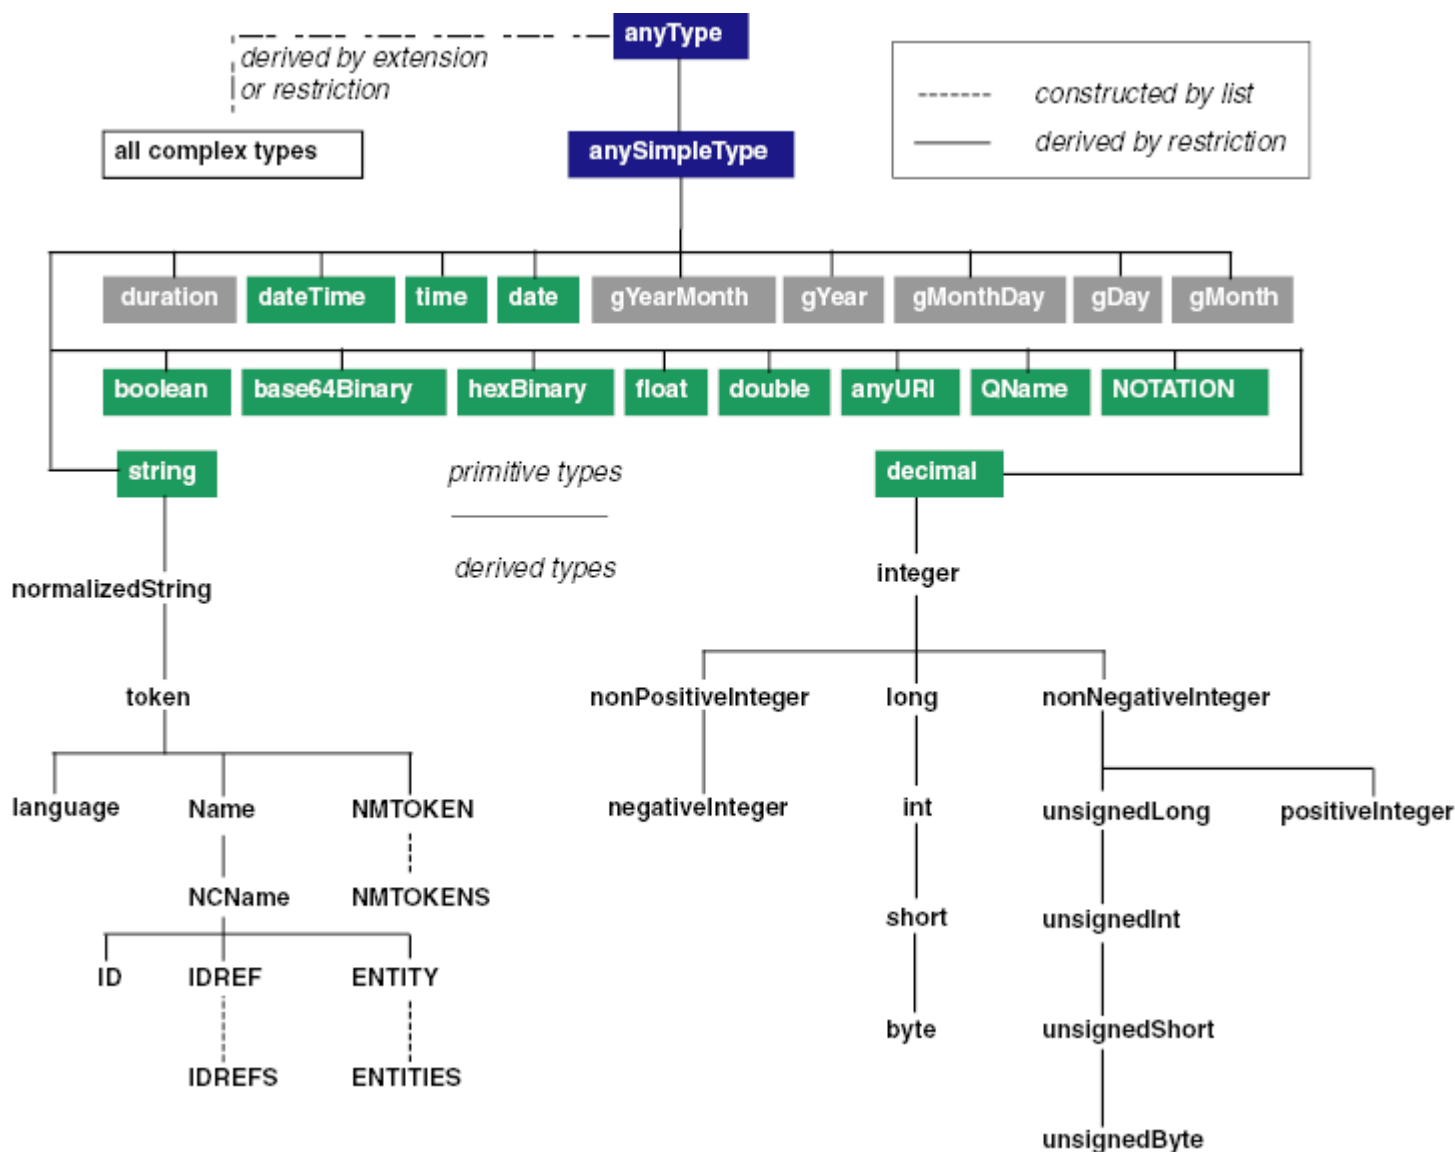 anyType
derived by extension
or restriction
constructed by list
derived by restriction
all complex types
anySimpleType
duration dateTime time date gYearMonth gYear gMonthDay gDay gMonth
boolean base64Binary hexBinary float double anyURI QName NOTATION
string primitive types decimal
derived types
integer
normalizedString
token nonPositiveInteger long nonNegativeInteger
language Name NMTOKEN negativeInteger int unsignedLong positiveInteger
NCName NMTOKENS
short unsignedInt
ID IDREF ENTITY
byte unsignedShort
IDREFS ENTITIES
unsignedByte